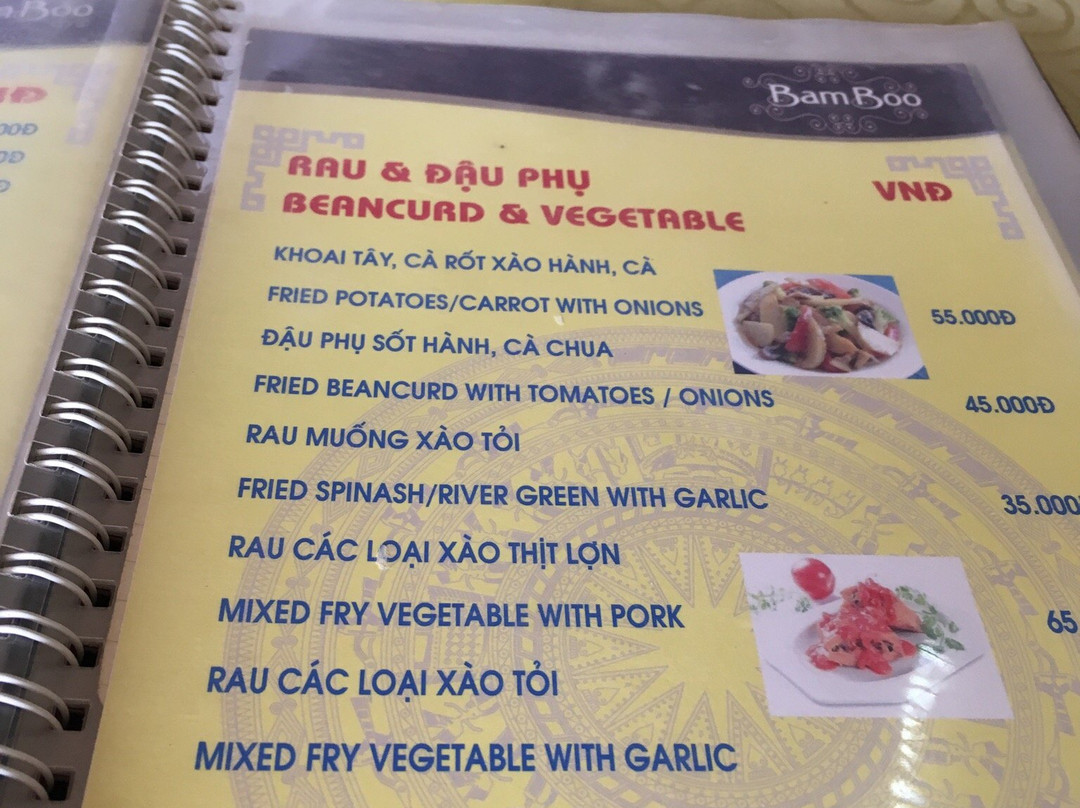 BamBoo
BamBoo
RAU & ĐẬU PHỤ
VNĐ
BEANCURD & VEGETABLE
KHOAI TÂY, CÀ RỐT XÀO HÀNH, CÀ
FRIED POTATOES/CARROT WITH ONIONS
55.000Đ
ĐẬU PHỤ SỐT HÀNH, CÀ CHUA
FRIED BEANCURD WITH TOMATOES / ONIONS
45.000Đ
RAU MUỐNG XÀO TỎI
FRIED SPINASH/RIVER GREEN WITH GARLIC
35.000
RAU CÁC LOẠI XÀO THỊT LỢN
MIXED FRY VEGETABLE WITH PORK
65
RAU CÁC LOẠI XÀO TỎI
MIXED FRY VEGETABLE WITH GARLIC